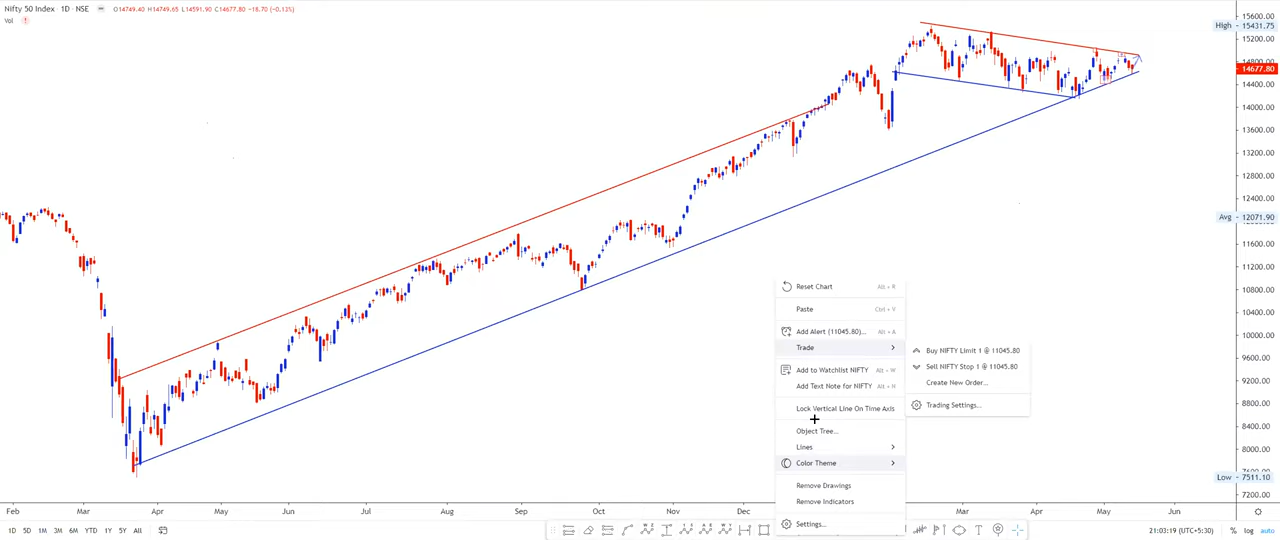 Nifty 50 Index · 1D · NSE
O14749.40 H14749.65 L14591.90 C14677.80 −18.70 (−0.13%)
Vol
15600.00
High 15431.75
15200.00
14800.00
14677.80
14400.00
14000.00
13600.00
13200.00
12800.00
12400.00
Avg 12071.90
11600.00
11200.00
10800.00
10400.00
10000.00
9600.00
9200.00
8800.00
8400.00
8000.00
Low 7511.10
7200.00
Reset Chart Alt + R
Paste Ctrl + V
Add Alert (11045.80)... Alt + A
Trade
Add to Watchlist NIFTY Alt + W
Add Text Note for NIFTY Alt + N
Lock Vertical Line On Time Axis
Object Tree...
Lines
Color Theme
Remove Drawings
Remove Indicators
Settings...
Buy NIFTY Limit 1 @ 11045.80
Sell NIFTY Stop 1 @ 11045.80
Create New Order...
Trading Settings...
Feb Mar Apr May Jun Jul Aug Sep Oct Nov Dec Mar Apr May Jun
1D 5D 1M 3M 6M YTD 1Y 5Y All
21:03:19 (UTC+5:30) % log auto